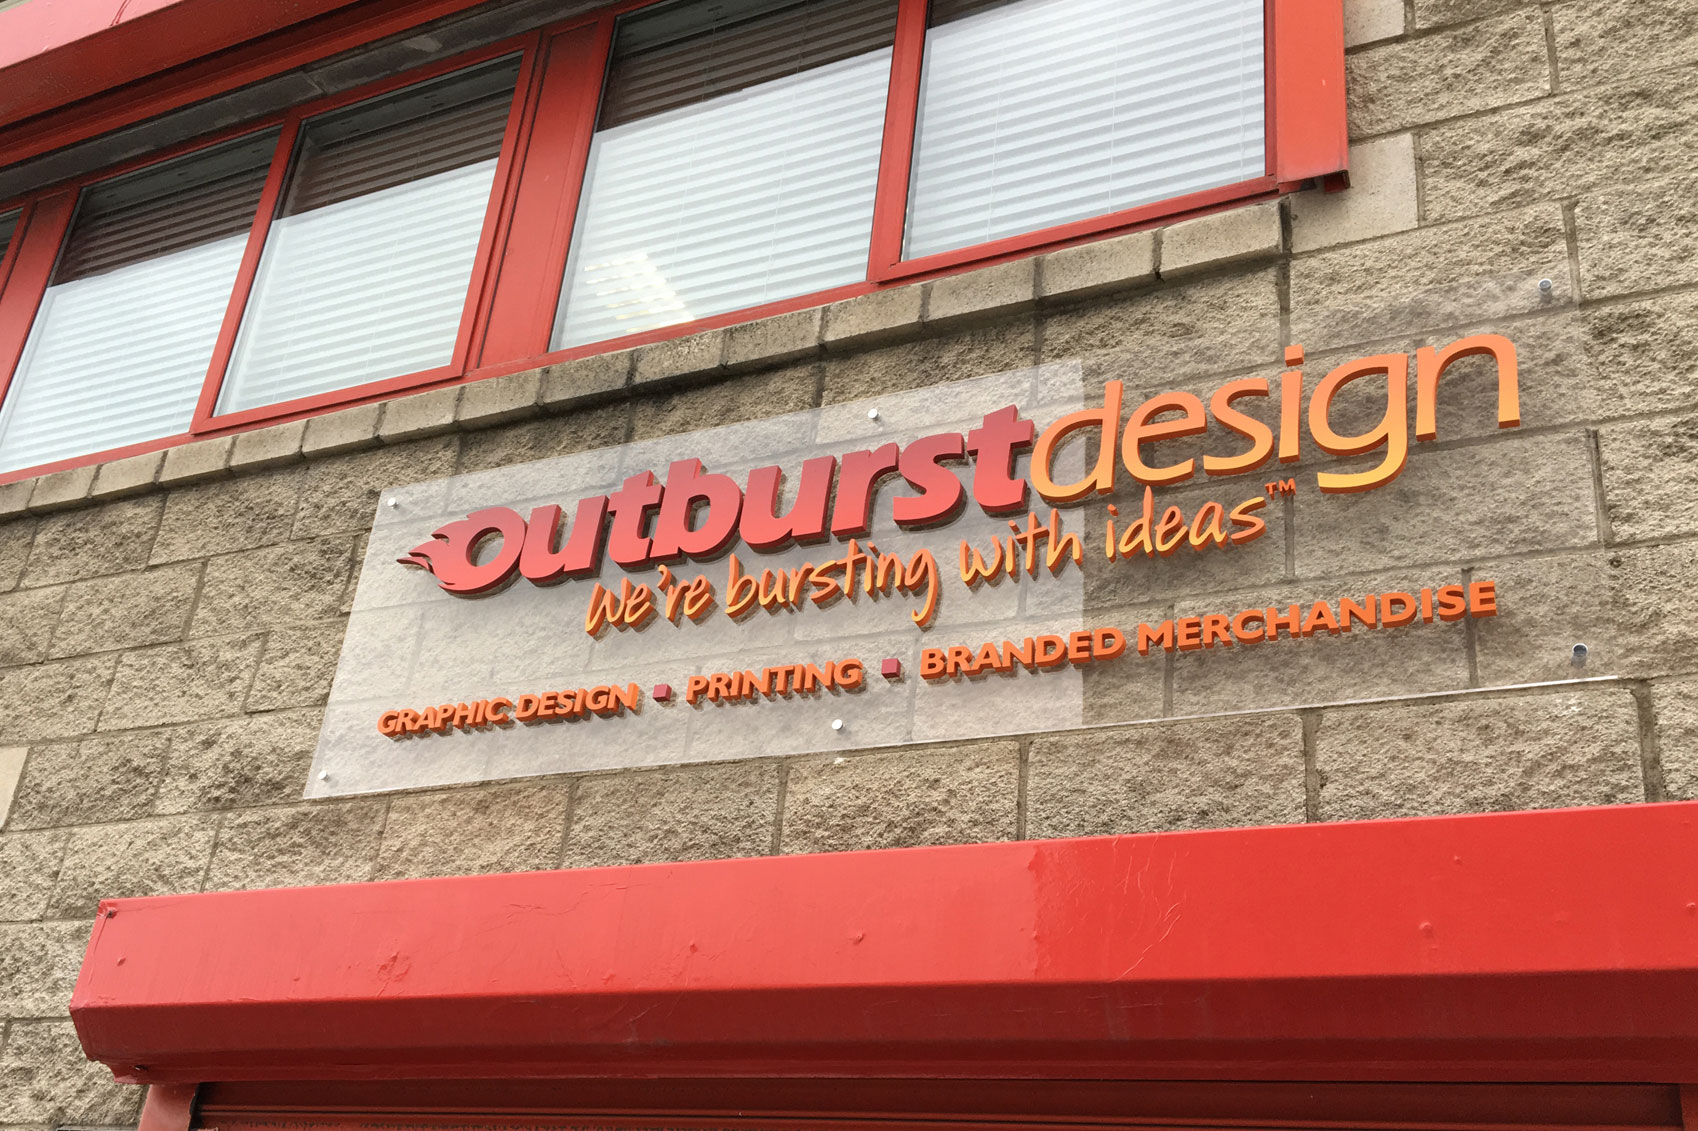 outburstdesign
We're bursting with ideas™
GRAPHIC DESIGN ▪ PRINTING ▪ BRANDED MERCHANDISE